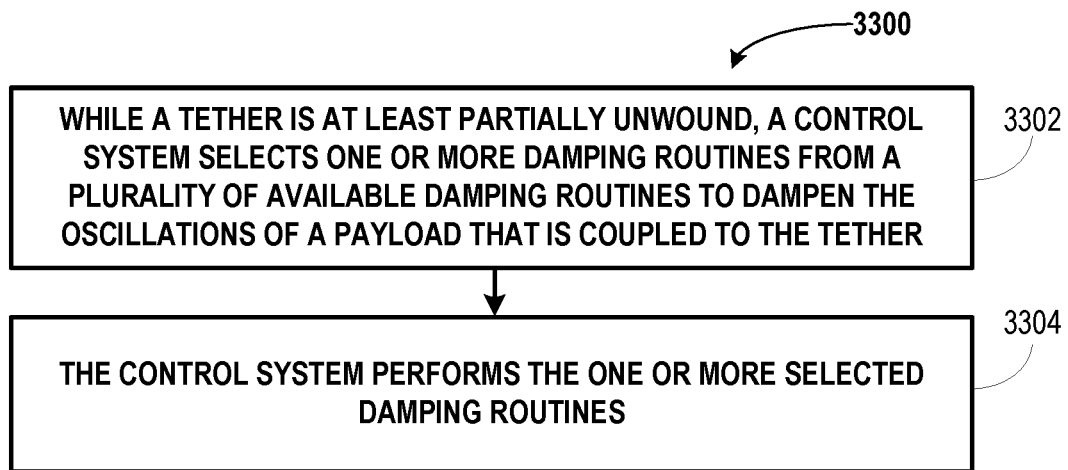 3300
WHILE A TETHER IS AT LEAST PARTIALLY UNWOUND, A CONTROL
SYSTEM SELECTS ONE OR MORE DAMPING ROUTINES FROM A
PLURALITY OF AVAILABLE DAMPING ROUTINES TO DAMPEN THE
OSCILLATIONS OF A PAYLOAD THAT IS COUPLED TO THE TETHER
3302
THE CONTROL SYSTEM PERFORMS THE ONE OR MORE SELECTED
DAMPING ROUTINES
3304